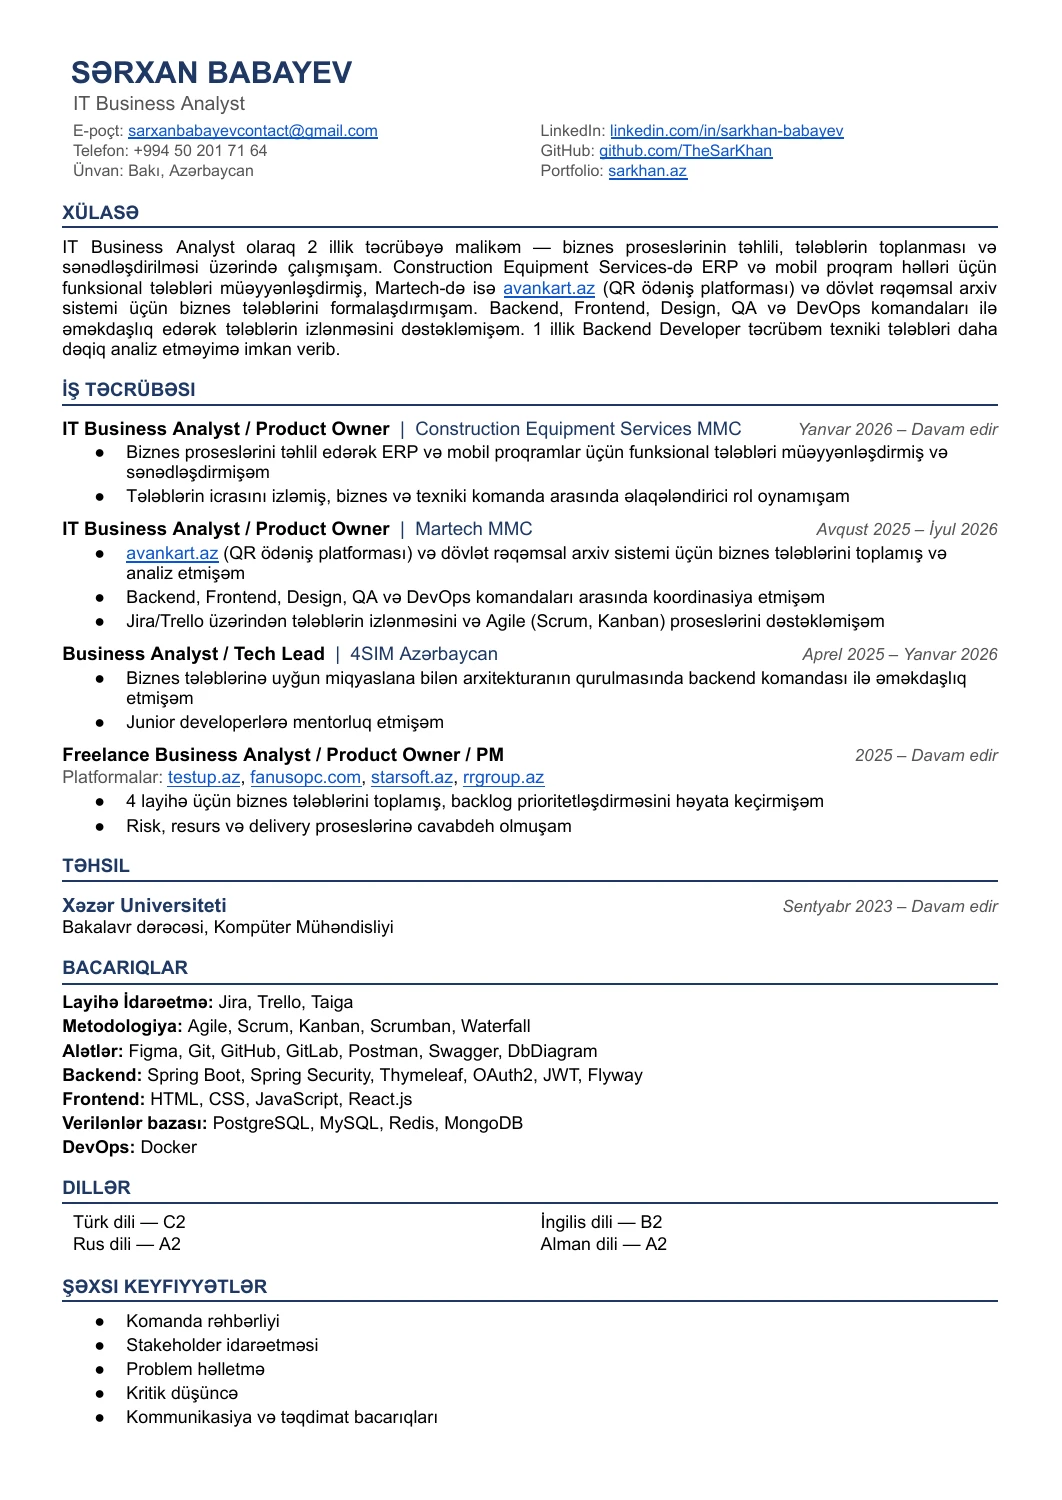 SƏRXAN BABAYEV
IT Business Analyst
E-poçt: sarxanbabayevcontact@gmail.com
Telefon: +994 50 201 71 64
Ünvan: Bakı, Azərbaycan
LinkedIn: linkedin.com/in/sarkhan-babayev
GitHub: github.com/TheSarKhan
Portfolio: sarkhan.az
XÜLASƏ
IT Business Analyst olaraq 2 illik təcrübəyə malikəm — biznes proseslərinin təhlili, tələblərin toplanması və
sənədləşdirilməsi üzərində çalışmışam. Construction Equipment Services-də ERP və mobil proqram həlləri üçün
funksional tələbləri müəyyənləşdirmiş, Martech-də isə avankart.az (QR ödəniş platforması) və dövlət rəqəmsal arxiv
sistemi üçün biznes tələblərini formalaşdırmışam. Backend, Frontend, Design, QA və DevOps komandaları ilə
əməkdaşlıq edərək tələblərin izlənməsini dəstəkləmişəm. 1 illik Backend Developer təcrübəm texniki tələbləri daha
dəqiq analiz etməyimə imkan verib.
İŞ TƏCRÜBƏSI
IT Business Analyst / Product Owner | Construction Equipment Services MMC Yanvar 2026 – Davam edir
● Biznes proseslərini təhlil edərək ERP və mobil proqramlar üçün funksional tələbləri müəyyənləşdirmiş və
sənədləşdirmişəm
● Tələblərin icrasını izləmiş, biznes və texniki komanda arasında əlaqələndirici rol oynamışam
IT Business Analyst / Product Owner | Martech MMC Avqust 2025 – İyul 2026
● avankart.az (QR ödəniş platforması) və dövlət rəqəmsal arxiv sistemi üçün biznes tələblərini toplamış və
analiz etmişəm
● Backend, Frontend, Design, QA və DevOps komandaları arasında koordinasiya etmişəm
● Jira/Trello üzərindən tələblərin izlənməsini və Agile (Scrum, Kanban) proseslərini dəstəkləmişəm
Business Analyst / Tech Lead | 4SIM Azərbaycan Aprel 2025 – Yanvar 2026
● Biznes tələblərinə uyğun miqyaslana bilən arxitekturanın qurulmasında backend komandası ilə əməkdaşlıq
etmişəm
● Junior developerlərə mentorluq etmişəm
Freelance Business Analyst / Product Owner / PM 2025 – Davam edir
Platformalar: testup.az, fanusopc.com, starsoft.az, rrgroup.az
● 4 layihə üçün biznes tələblərini toplamış, backlog prioritetləşdirməsini həyata keçirmişəm
● Risk, resurs və delivery proseslərinə cavabdeh olmuşam
TƏHSIL
Xəzər Universiteti Sentyabr 2023 – Davam edir
Bakalavr dərəcəsi, Kompüter Mühəndisliyi
BACARIQLAR
Layihə İdarəetmə: Jira, Trello, Taiga
Metodologiya: Agile, Scrum, Kanban, Scrumban, Waterfall
Alətlər: Figma, Git, GitHub, GitLab, Postman, Swagger, DbDiagram
Backend: Spring Boot, Spring Security, Thymeleaf, OAuth2, JWT, Flyway
Frontend: HTML, CSS, JavaScript, React.js
Verilənlər bazası: PostgreSQL, MySQL, Redis, MongoDB
DevOps: Docker
DILLƏR
Türk dili — C2 İngilis dili — B2
Rus dili — A2 Alman dili — A2
ŞƏXSI KEYFIYYƏTLƏR
● Komanda rəhbərliyi
● Stakeholder idarəetməsi
● Problem həlletmə
● Kritik düşüncə
● Kommunikasiya və təqdimat bacarıqları